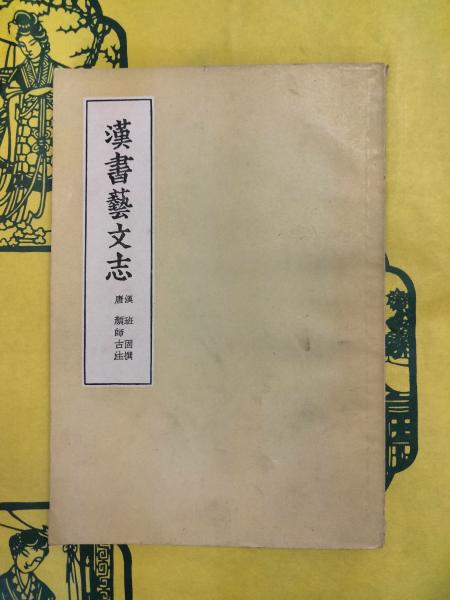 漢書藝文志
漢 班固撰
唐 顏師古注